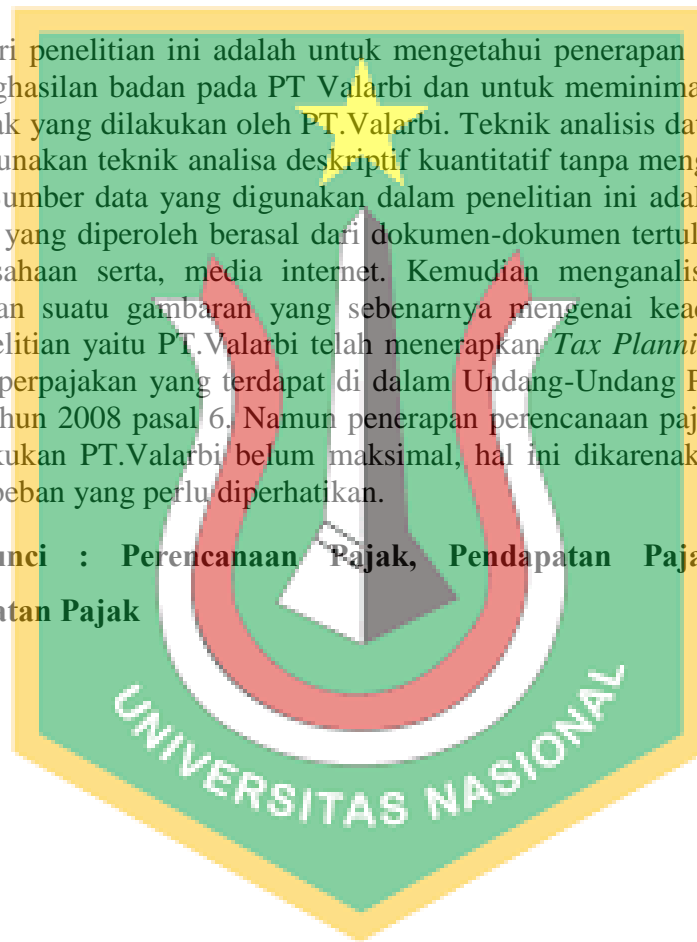 ri penelitian ini adalah untuk mengetahui penerapan
ghasilan badan pada PT Valarbi dan untuk meminima
ak yang dilakukan oleh PT.Valarbi. Teknik analisis dat
unakan teknik analisa deskriptif kuantitatif tanpa meng
Sumber data yang digunakan dalam penelitian ini adal
yang diperoleh berasal dari dokumen-dokumen tertul
sahaan serta, media internet. Kemudian menganalis
an suatu gambaran yang sebenarnya mengenai kead
elitian yaitu PT.Valarbi telah menerapkan Tax Planni
perpajakan yang terdapat di dalam Undang-Undang P
ahun 2008 pasal 6. Namun penerapan perencanaan paj
kukan PT.Valarbi belum maksimal, hal ini dikarenak
beban yang perlu diperhatikan.
unci : Perencanaan Pajak, Pendapatan Paja
atan Pajak
UNIVERSITAS NASIONAL